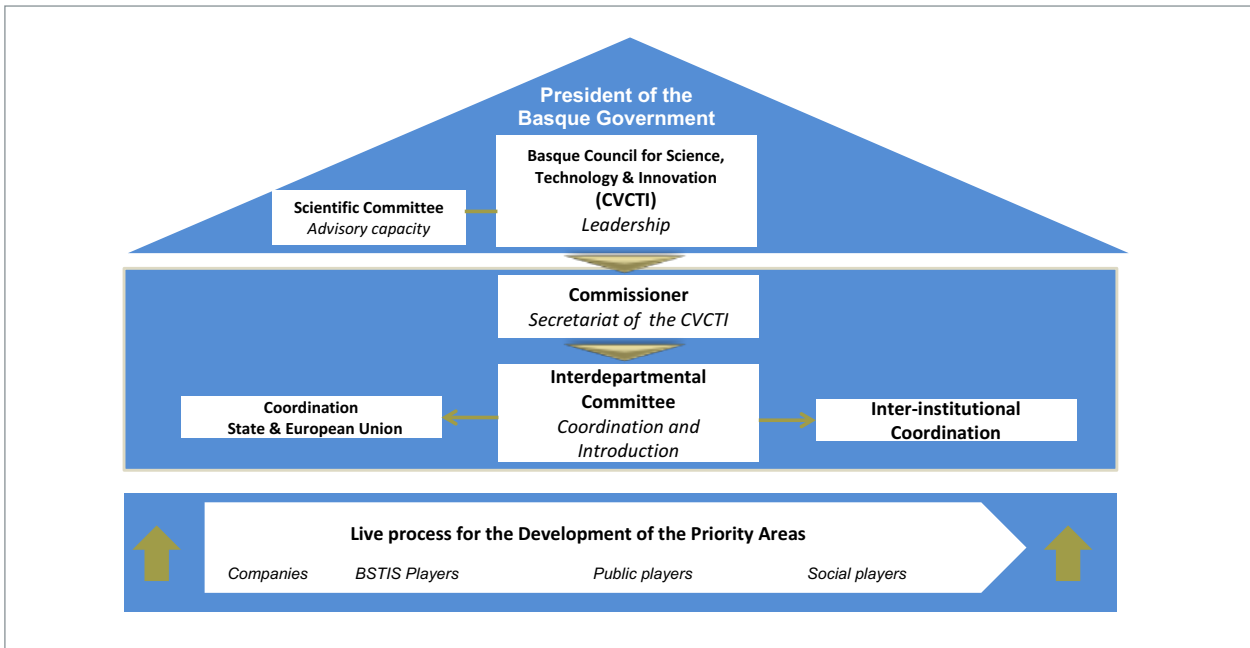 President of the
Basque Government
Basque Council for Science,
Technology & Innovation
(CVCTI)
Leadership
Scientific Committee
Advisory capacity
Commissioner
Secretariat of the CVCTI
Interdepartmental
Committee
Coordination and
Introduction
Coordination
State & European Union
Inter-institutional
Coordination
Live process for the Development of the Priority Areas
Companies BSTIS Players Public players Social players